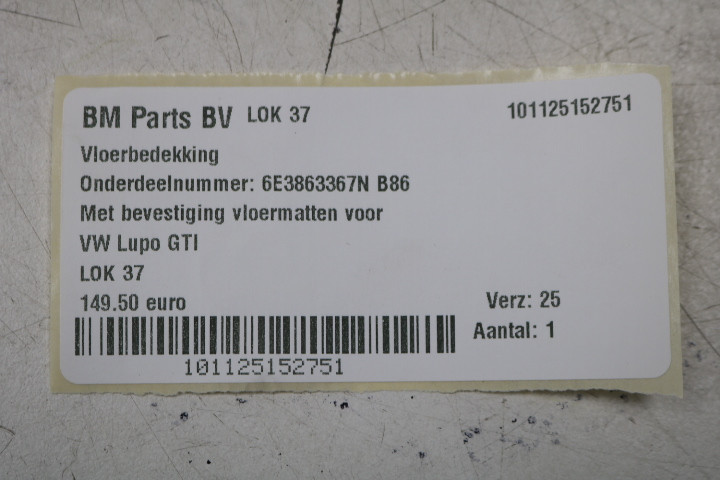 BM Parts BV LOK 37 101125152751
Vloerbedekking
Onderdeelnummer: 6E3863367N B86
Met bevestiging vloermatten voor
VW Lupo GTI
LOK 37
149.50 euro Verz: 25
Aantal: 1
101125152751